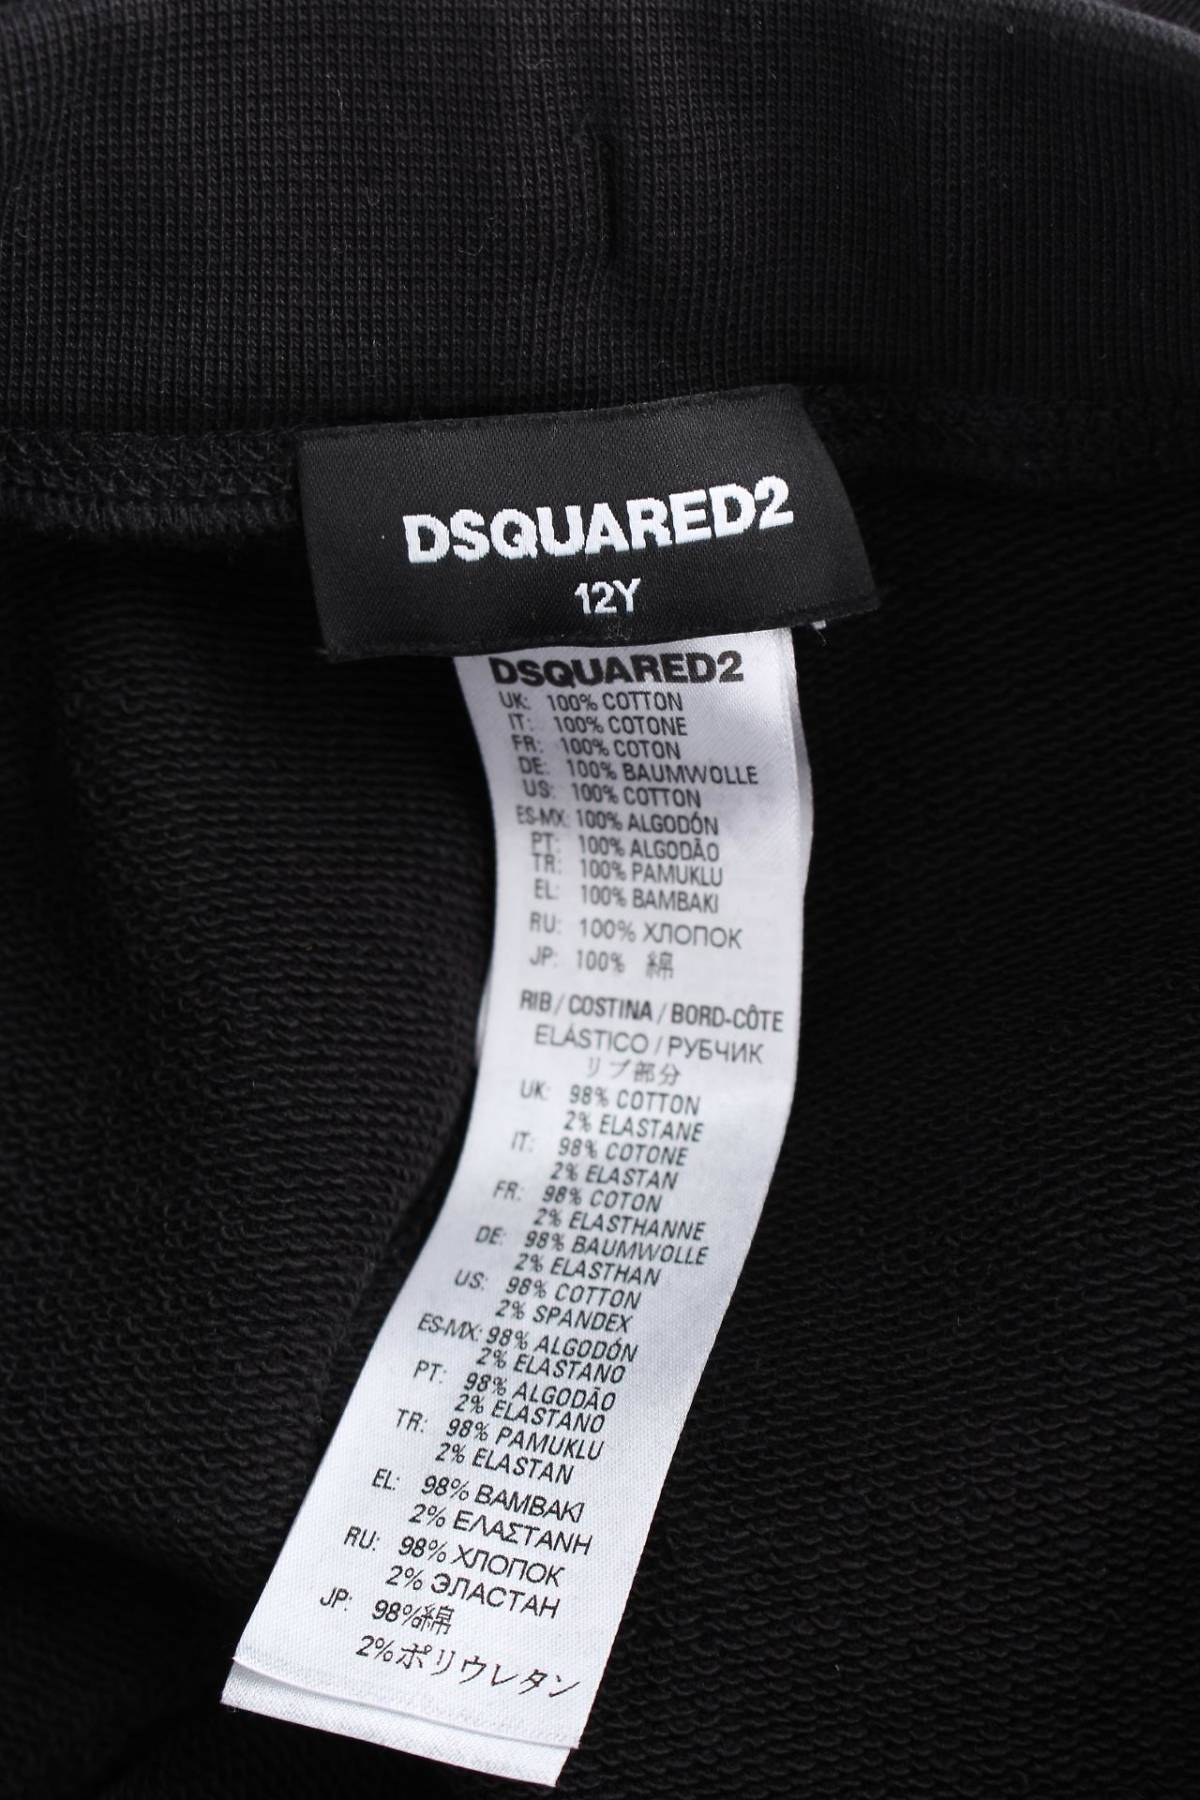 DSQUARED2
12Y
DSQUARED2
UK: 100% COTTON
IT: 100% COTONE
FR: 100% COTON
DE: 100% BAUMWOLLE
US: 100% COTTON
ES-MX: 100% ALGODÓN
PT: 100% ALGODÃO
TR: 100% PAMUKLU
EL: 100% BAMBAKI
RU: 100% ХЛОПОК
JP: 100% 綿
RIB / COSTINA / BORD-CÔTE
ELÁSTICO / РУБЧИК
リブ部分
UK: 98% COTTON
2% ELASTANE
IT: 98% COTONE
2% ELASTAN
FR: 98% COTON
2% ELASTHANNE
DE: 98% BAUMWOLLE
2% ELASTHAN
US: 98% COTTON
2% SPANDEX
ES-MX: 98% ALGODÓN
2% ELASTANO
PT: 98% ALGODÃO
2% ELASTANO
TR: 98% PAMUKLU
2% ELASTAN
EL: 98% BAMBAKI
2% ΕΛΑΣΤΑΝΗ
RU: 98% ХЛОПОК
2% ЭЛАСТАН
JP: 98%綿
2%ポリウレタン